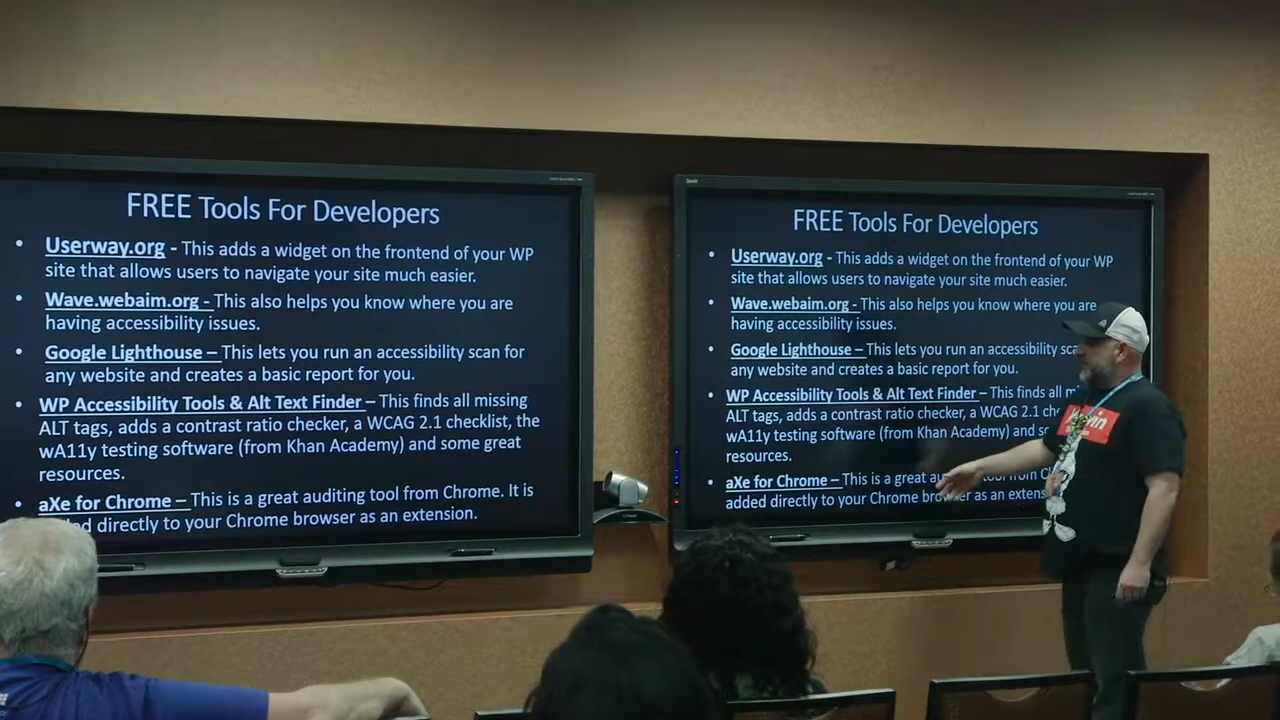 FREE Tools For Developers
• Userway.org - This adds a widget on the frontend of your WP
site that allows users to navigate your site much easier.
• Wave.webaim.org - This also helps you know where you are
having accessibility issues.
• Google Lighthouse – This lets you run an accessibility scan for
any website and creates a basic report for you.
• WP Accessibility Tools & Alt Text Finder – This finds all missing
ALT tags, adds a contrast ratio checker, a WCAG 2.1 checklist, the
wA11y testing software (from Khan Academy) and some great
resources.
• aXe for Chrome – This is a great auditing tool from Chrome. It is
directly to your Chrome browser as an extension.
FREE Tools For Developers
• Userway.org - This adds a widget on the frontend of your WP
site that allows users to navigate your site much easier.
• Wave.webaim.org - This also helps you know where you are
having accessibility issues.
• Google Lighthouse – This lets you run an accessibility
any website and creates a basic report for you.
• WP Accessibility Tools & Alt Text Finder – This finds all
ALT tags, adds a contrast ratio checker, a WCAG 2.1
wA11y testing software (from Khan Academy) and
resources.
• aXe for Chrome – This is a great from
added directly to your Chrome browser as an